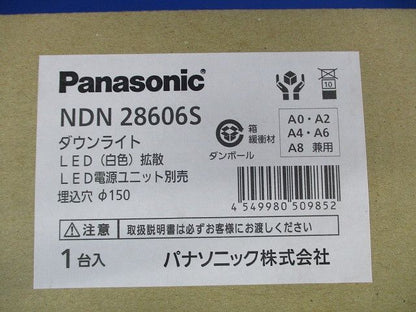 Panasonic
NDN 28606S
ダウンライト
LED（白色）拡散
LED電源ユニット別売
埋込穴 φ150
10
箱
緩衝材
ダンボール
A0・A2
A4・A6
A8 兼用
4 549980 509852
注意 取扱説明書は必ずお客様にお渡しください。
1台入 パナソニック株式会社